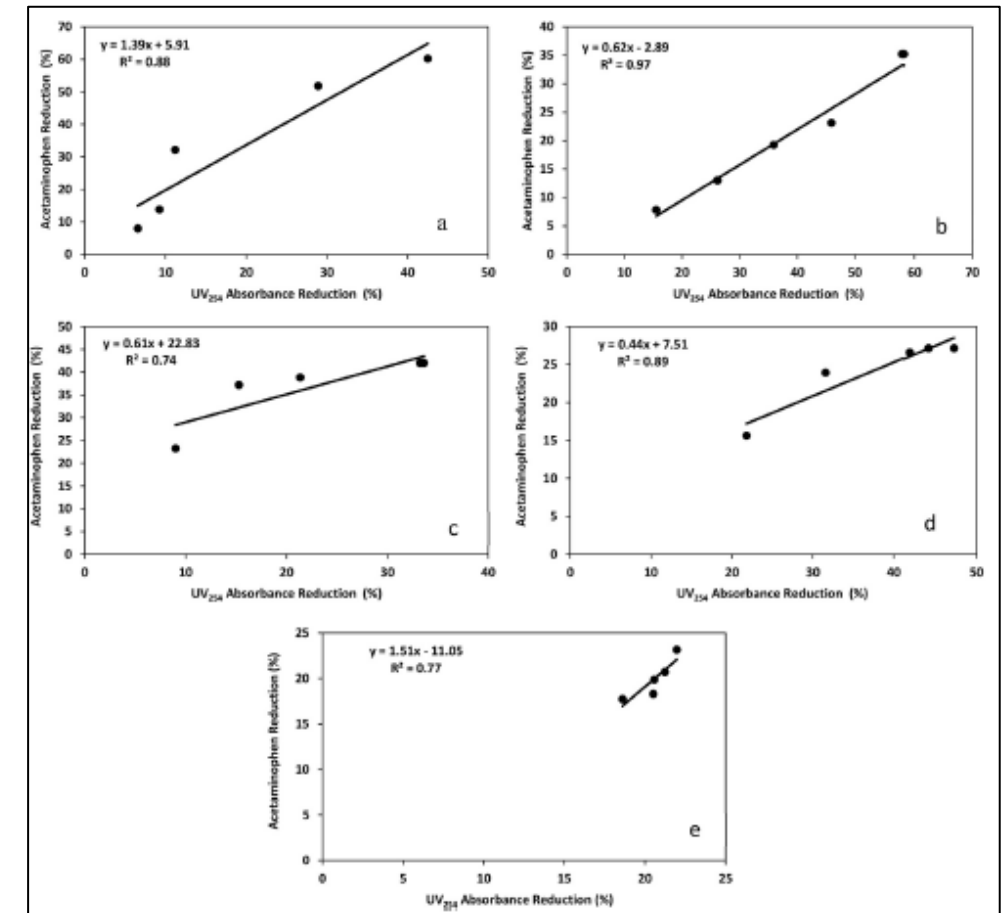 y = 1.39x + 5.91
R² = 0.88
Acetaminophen Reduction (%)
70
60
50
40
30
20
10
0
0 10 20 30 40 50
UV254 Absorbance Reduction (%)
a
y = 0.62x - 2.89
R² = 0.97
Acetaminophen Reduction (%)
40
35
30
25
20
15
10
5
0
0 10 20 30 40 50 60 70
UV254 Absorbance Reduction (%)
b
y = 0.61x + 22.83
R² = 0.74
Acetaminophen Reduction (%)
50
45
40
35
30
25
20
15
10
5
0
0 10 20 30 40
UV254 Absorbance Reduction (%)
c
y = 0.44x + 7.51
R² = 0.89
Acetaminophen Reduction (%)
30
25
20
15
10
5
0
0 10 20 30 40 50
UV254 Absorbance Reduction (%)
d
y = 1.51x - 11.05
R² = 0.77
Acetaminophen Reduction (%)
25
20
15
10
5
0
0 5 10 15 20 25
UV254 Absorbance Reduction (%)
e